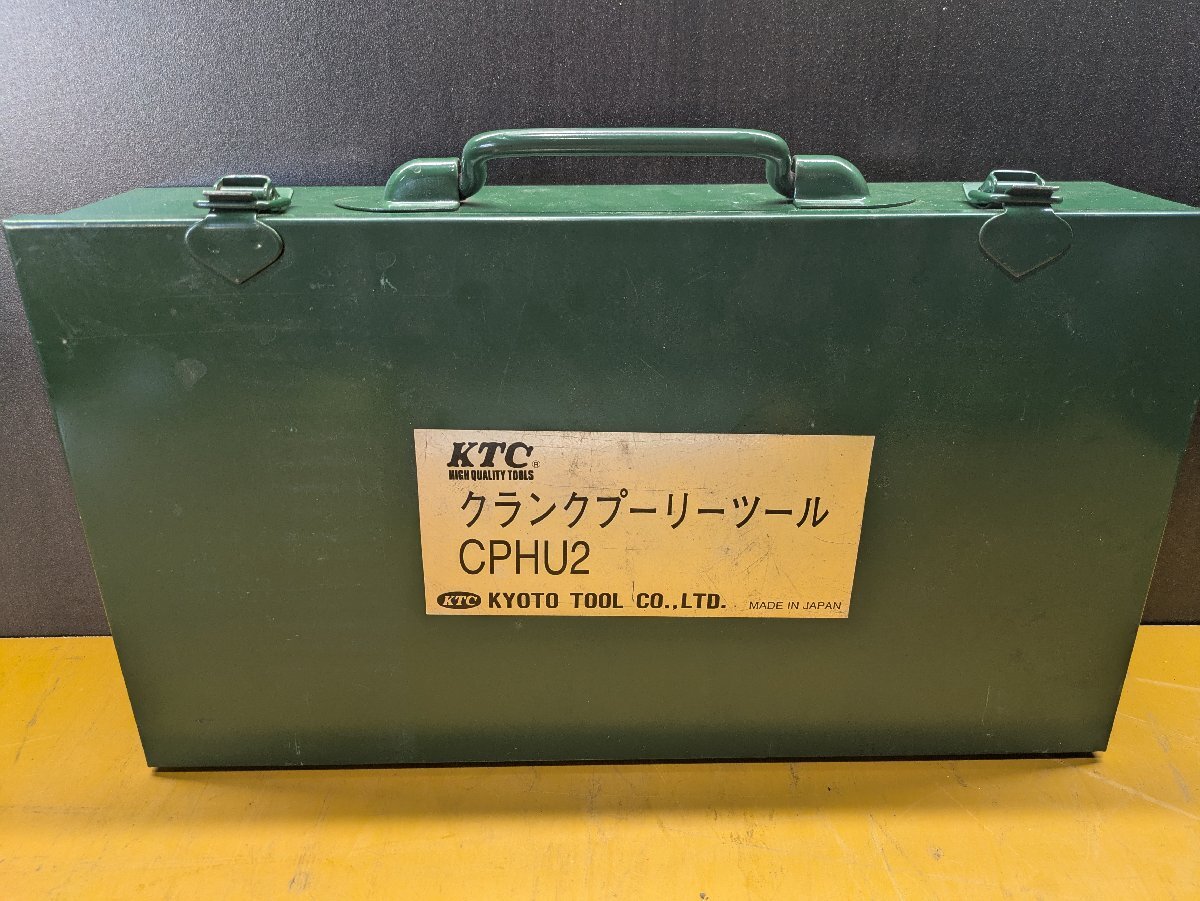 KTC®
HIGH QUALITY TOOLS
クランクプーリーツール
CPHU2
KTC KYOTO TOOL CO.,LTD. MADE IN JAPAN